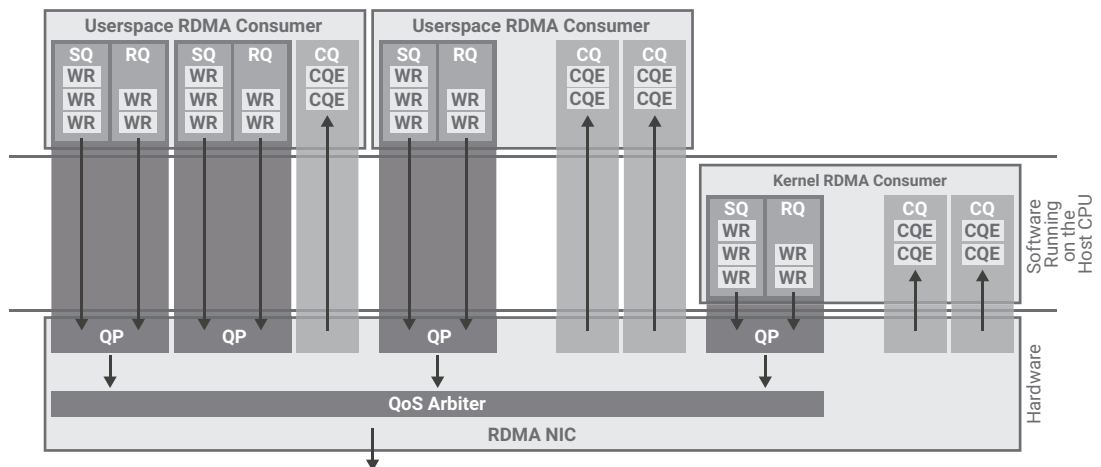 Userspace RDMA Consumer
Userspace RDMA Consumer
SQ RQ SQ RQ CQ SQ RQ CQ CQ
WR WR CQE WR CQE CQE
WR WR WR WR CQE WR WR CQE CQE
WR WR WR WR WR WR
Kernel RDMA Consumer
SQ RQ CQ CQ
WR CQE CQE
WR WR CQE CQE
WR WR
Software
Running
on the
Host CPU
QP QP QP QP
QoS Arbiter
RDMA NIC
Hardware